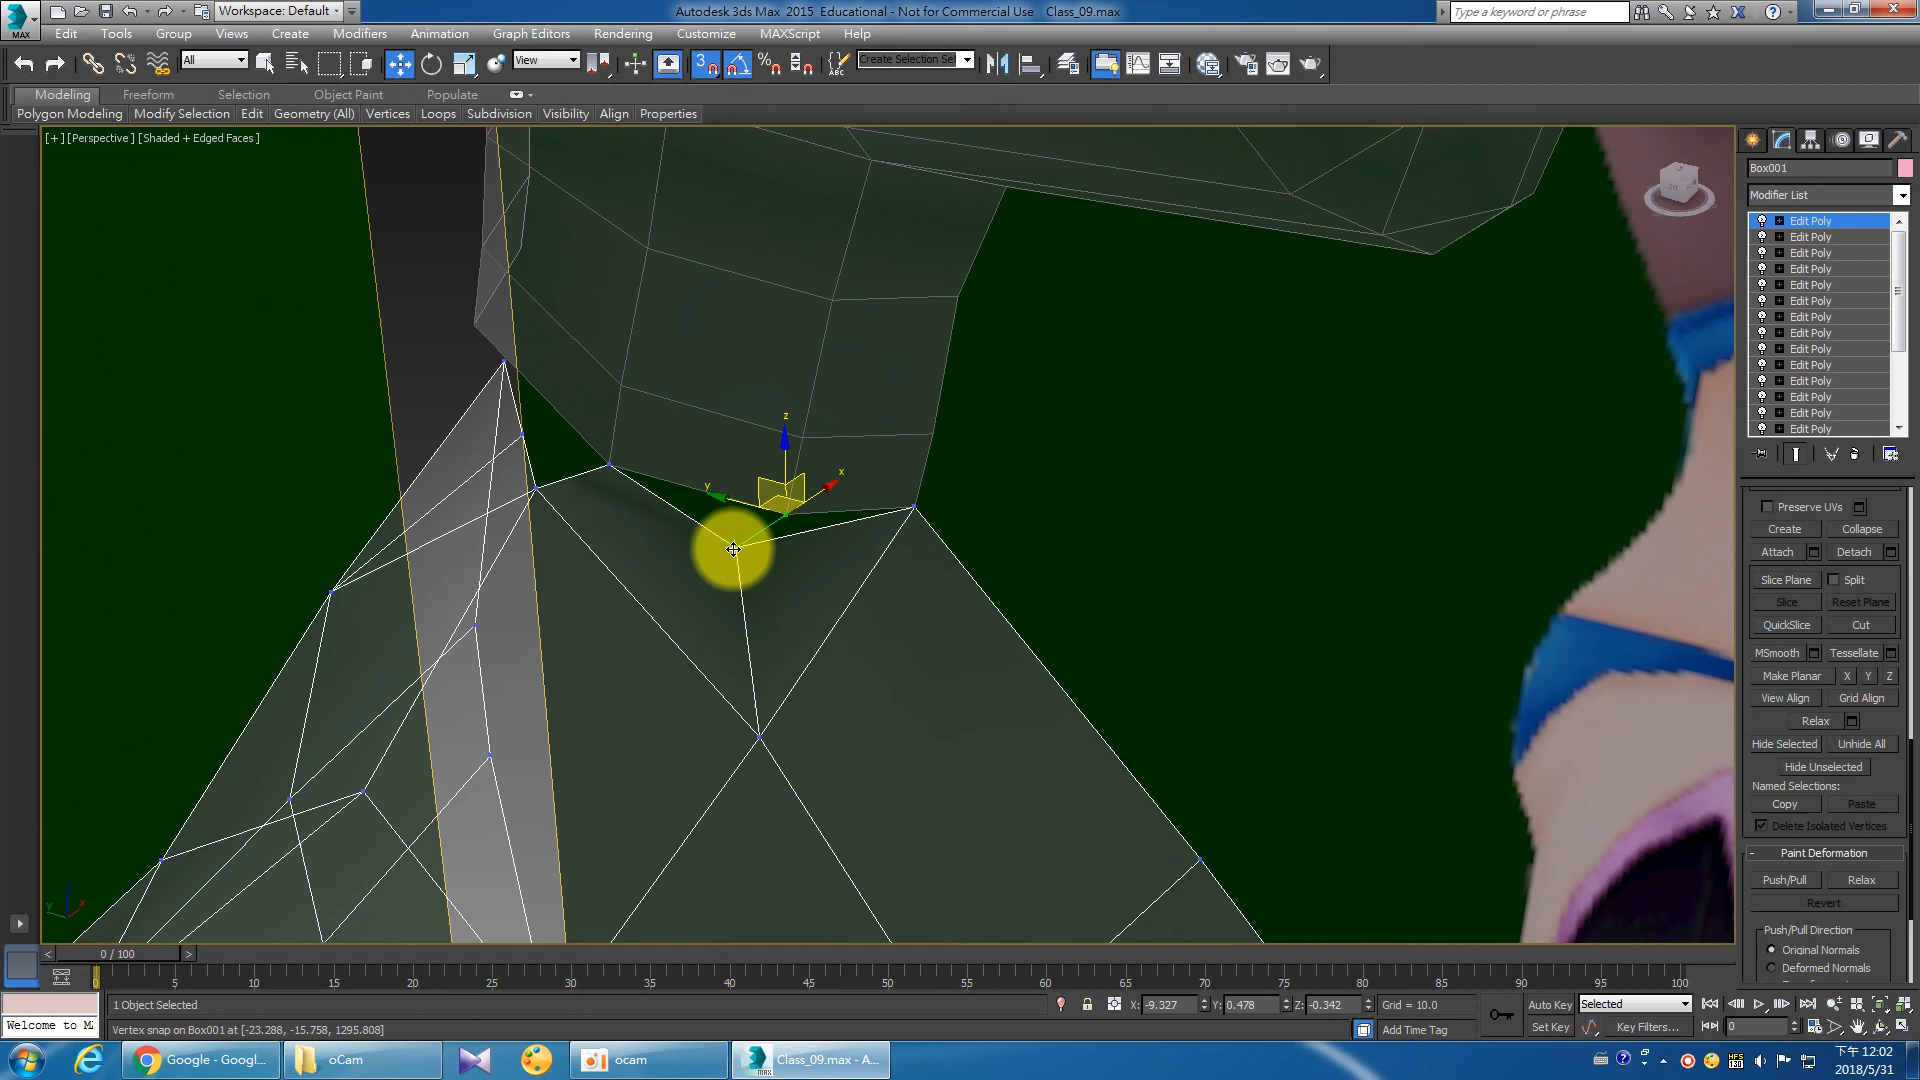 MAX
Workspace: Default
Autodesk 3ds Max 2015 Educational - Not for Commercial Use Class_09.max
Type a keyword or phrase
Edit Tools Group Views Create Modifiers Animation Graph Editors Rendering Customize MAXScript Help
All
View
3
ABC
Create Selection Se
Modeling Freeform Selection Object Paint Populate
Polygon Modeling Modify Selection Edit Geometry (All) Vertices Loops Subdivision Visibility Align Properties
[+] [Perspective] [Shaded + Edged Faces]
Box001
Modifier List
Edit Poly
Edit Poly
Edit Poly
Edit Poly
Edit Poly
Edit Poly
Edit Poly
Edit Poly
Edit Poly
Edit Poly
Edit Poly
Edit Poly
Edit Poly
Edit Poly
z
x
y
Preserve UVs
Create Collapse
Attach Detach
Slice Plane Split
Slice Reset Plane
QuickSlice Cut
MSmooth Tessellate
Make Planar X Y Z
View Align Grid Align
Relax
Hide Selected Unhide All
Hide Unselected
Named Selections:
Copy Paste
Delete Isolated Vertices
- Paint Deformation
Push/Pull Relax
Revert
Push/Pull Direction
Original Normals
Deformed Normals
y x
< 0 / 100 >
0 5 10 15 20 25 30 35 40 45 50 55 60 65 70 75 80 85 90 95 100
1 Object Selected
X: -9.327 Y: 0.478 Z: -0.342 Grid = 10.0
Auto Key Selected
Welcome to M
Vertex snap on Box001 at [-23.288, -15.758, 1295.808]
Add Time Tag
Set Key Key Filters... 0
Google - Googl...
oCam
ocam
MAX
Class_09.max - A...
下午 12:02
2018/5/31